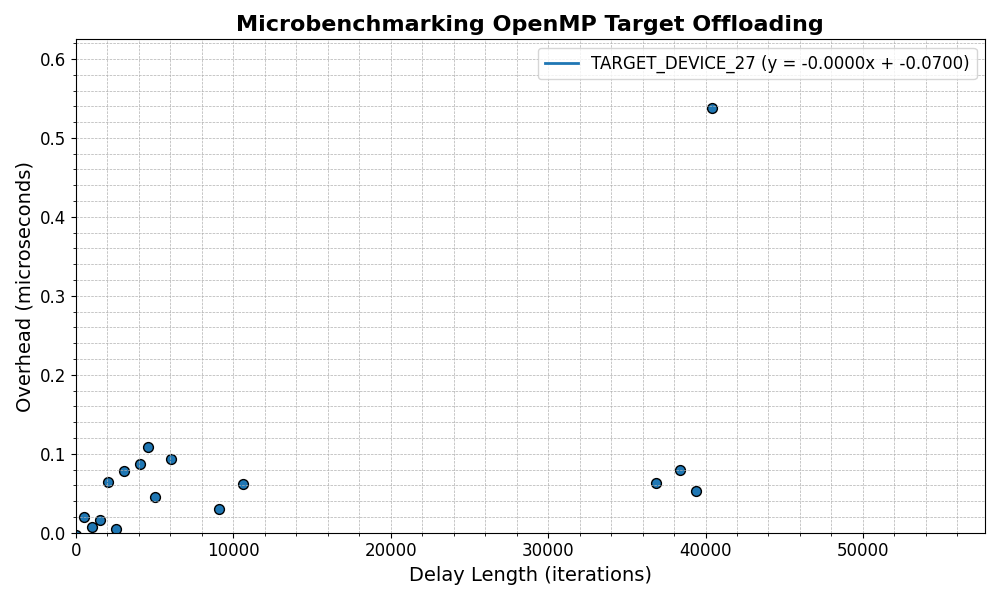 Microbenchmarking OpenMP Target Offloading
TARGET_DEVICE_27 (y = -0.0000x + -0.0700)
Overhead (microseconds)
0.6
0.5
0.4
0.3
0.2
0.1
0.0
0 10000 20000 30000 40000 50000
Delay Length (iterations)